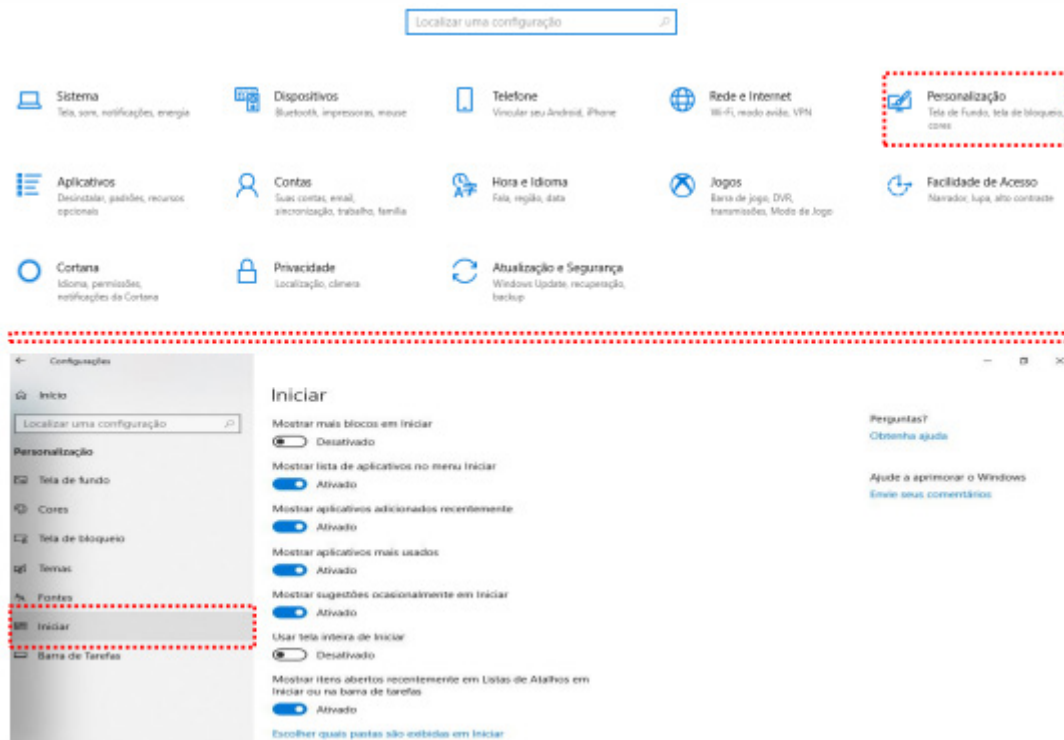 Localizar uma configuração
Sistema
Tela, som, notificações, energia
Dispositivos
Bluetooth, impressoras, mouse
Telefone
Vincular seu Android, iPhone
Rede e Internet
Wi-Fi, modo avião, VPN
Personalização
Tela de Fundo, tela de bloqueio,
cores
Aplicativos
Desinstalar, padrões, recursos
opcionais
Contas
Suas contas, email,
sincronização, trabalho, família
Hora e Idioma
Fala, região, data
Jogos
Barra de jogo, DVR,
transmissões, Modo de Jogo
Facilidade de Acesso
Narrador, lupa, alto contraste
Cortana
Idioma, permissões,
notificações da Cortana
Privacidade
Localização, câmera
Atualização e Segurança
Windows Update, recuperação,
backup
Configurações
Início
Localizar uma configuração
Personalização
Tela de fundo
Cores
Tela de bloqueio
Temas
Fontes
Iniciar
Barra de Tarefas
Iniciar
Mostrar mais blocos em Iniciar
Desativado
Mostrar lista de aplicativos no menu Iniciar
Ativado
Mostrar aplicativos adicionados recentemente
Ativado
Mostrar aplicativos mais usados
Ativado
Mostrar sugestões ocasionalmente em Iniciar
Ativado
Usar tela inteira de Iniciar
Desativado
Mostrar itens abertos recentemente em Listas de Atalhos em
Iniciar ou na barra de tarefas
Ativado
Escolher quais pastas são exibidas em Iniciar
Perguntas?
Obtenha ajuda
Ajude a aprimorar o Windows
Envie seus comentários